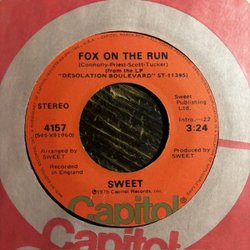 FOX ON THE RUN
(Connolly-Priest-Scott-Tucker)
(from the LP
"DESOLATION BOULEVARD" ST-11395)
STEREO
4157
(S45-X91960)
Sweet
Publishing
Ltd.
Intro.-:22
3:24
Arranged by
SWEET
Produced by
SWEET
Recorded in
England
SWEET
©1975 Capitol Records, Inc.
Capitol
Capitol